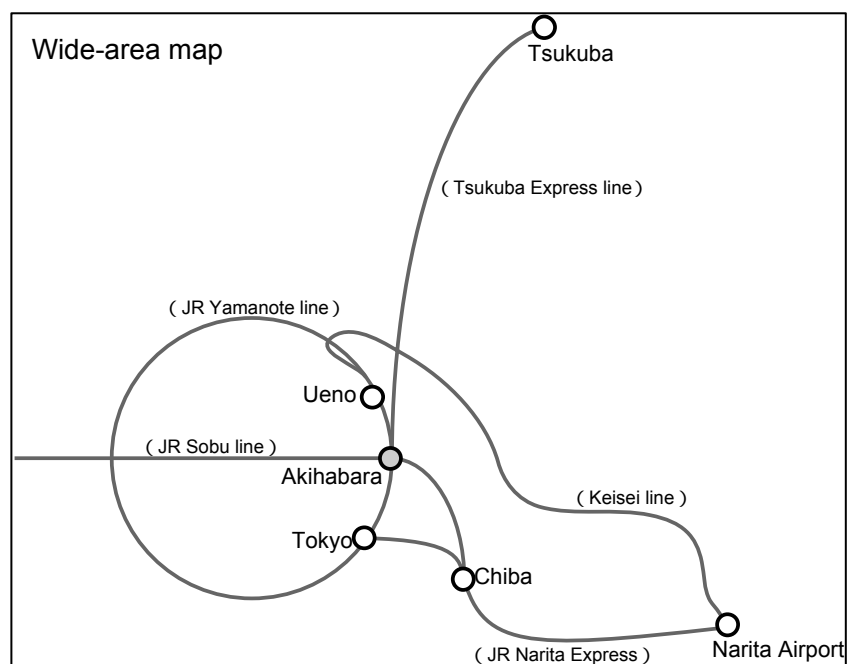 Wide-area map
Tsukuba
( Tsukuba Express line )
( JR Yamanote line )
Ueno
( JR Sobu line )
Akihabara
( Keisei line )
Tokyo
Chiba
Narita Airport
( JR Narita Express )